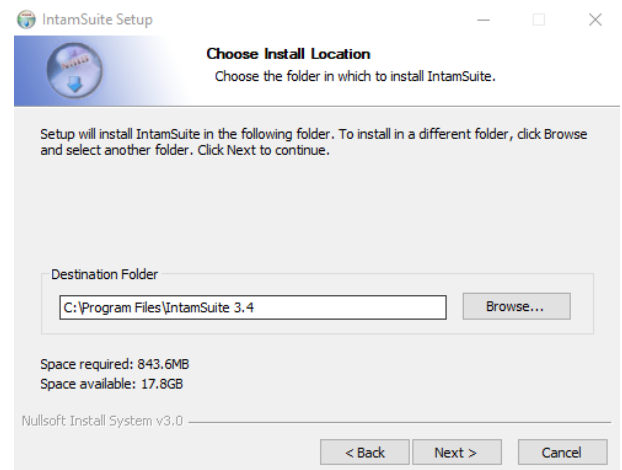 IntamSuite Setup
Choose Install Location
Choose the folder in which to install IntamSuite.
Setup will install IntamSuite in the following folder. To install in a different folder, click Browse
and select another folder. Click Next to continue.
Destination Folder
C:\Program Files\IntamSuite 3.4
Browse...
Space required: 843.6MB
Space available: 17.8GB
Nullsoft Install System v3.0
< Back
Next >
Cancel